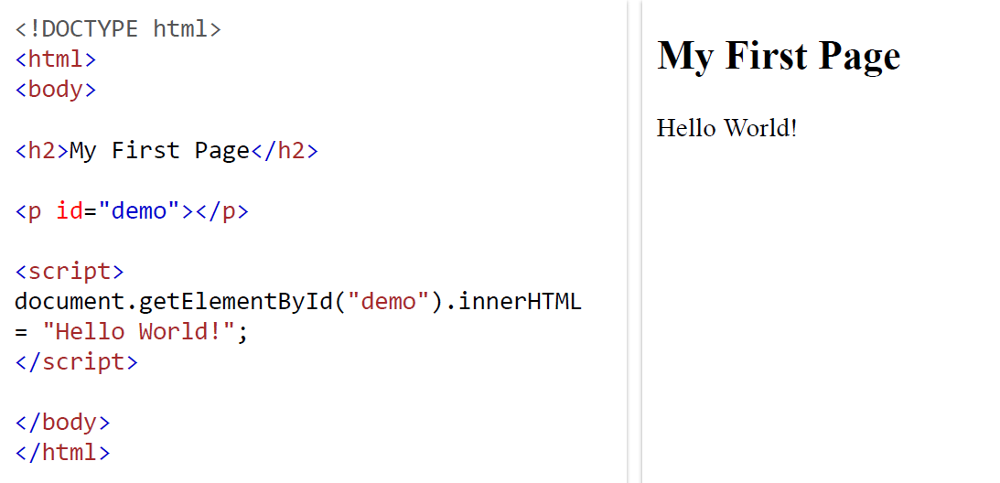 <!DOCTYPE html>
<html>
<body>
<h2>My First Page</h2>
<p id="demo"></p>
<script>
document.getElementById("demo").innerHTML
= "Hello World!";
</script>
</body>
</html>
My First Page
Hello World!